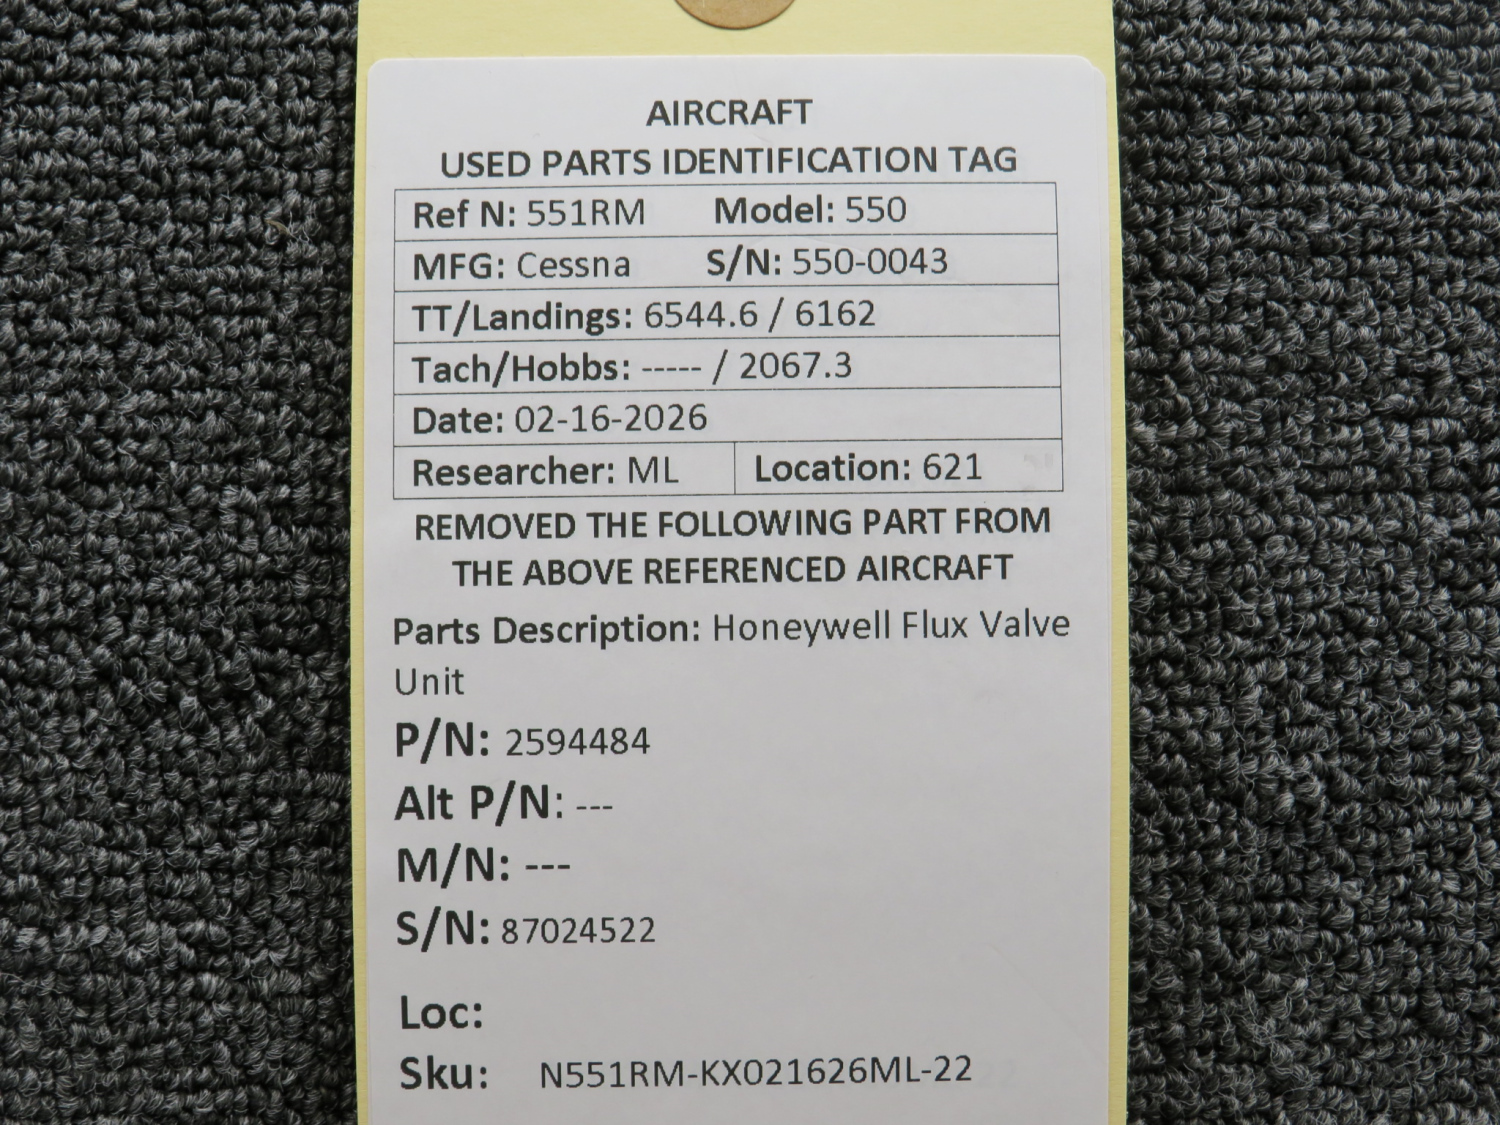 AIRCRAFT
USED PARTS IDENTIFICATION TAG
Ref N: 551RM Model: 550
MFG: Cessna S/N: 550-0043
TT/Landings: 6544.6 / 6162
Tach/Hobbs: ----- / 2067.3
Date: 02-16-2026
Researcher: ML Location: 621
REMOVED THE FOLLOWING PART FROM
THE ABOVE REFERENCED AIRCRAFT
Parts Description: Honeywell Flux Valve
Unit
P/N: 2594484
Alt P/N: ---
M/N: ---
S/N: 87024522
Loc:
Sku: N551RM-KX021626ML-22